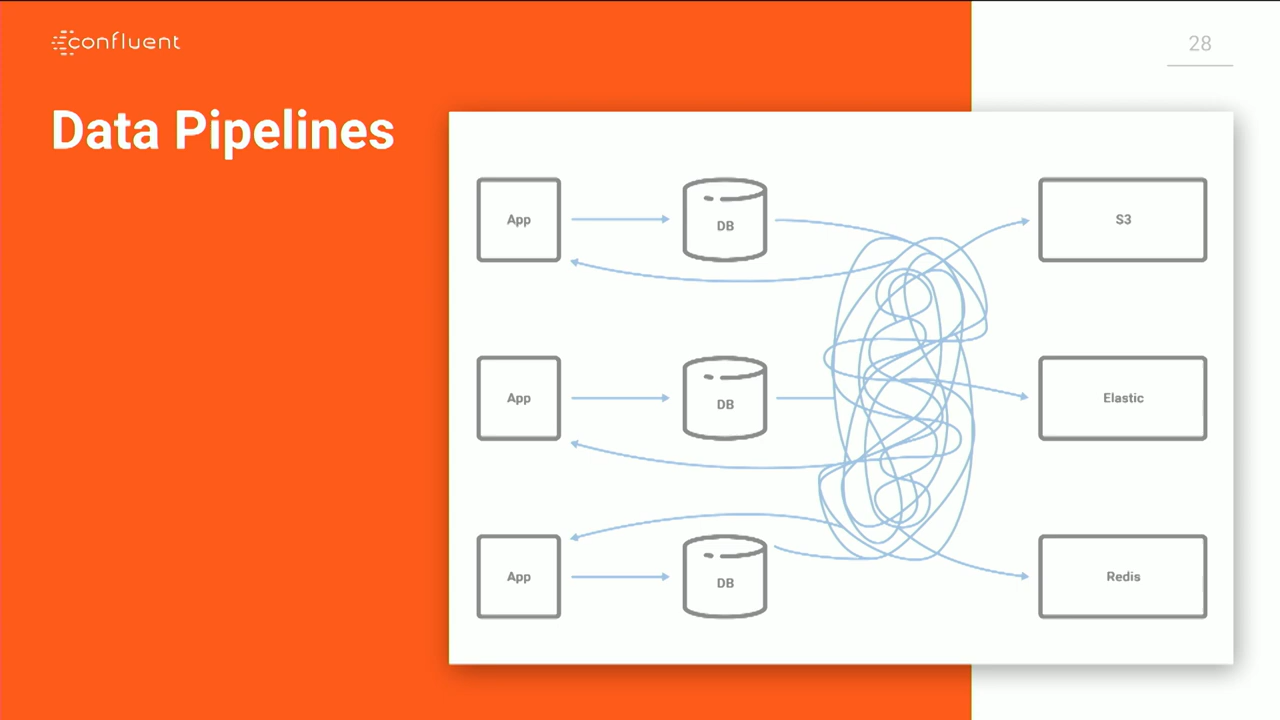 confluent
28
Data Pipelines
App
DB
S3
App
DB
Elastic
App
DB
Redis